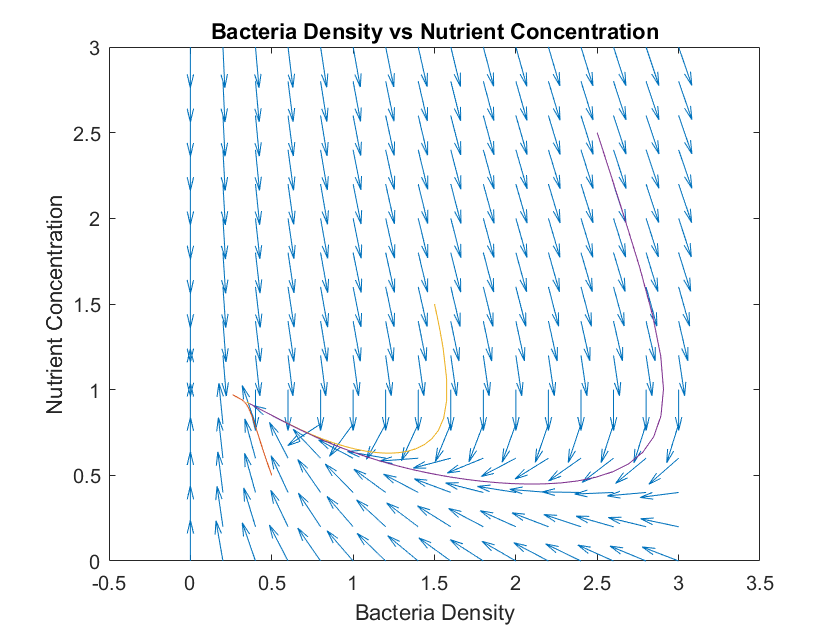 Bacteria Density vs Nutrient Concentration
3
2.5
2
1.5
1
0.5
0
Nutrient Concentration
-0.5 0 0.5 1 1.5 2 2.5 3 3.5
Bacteria Density